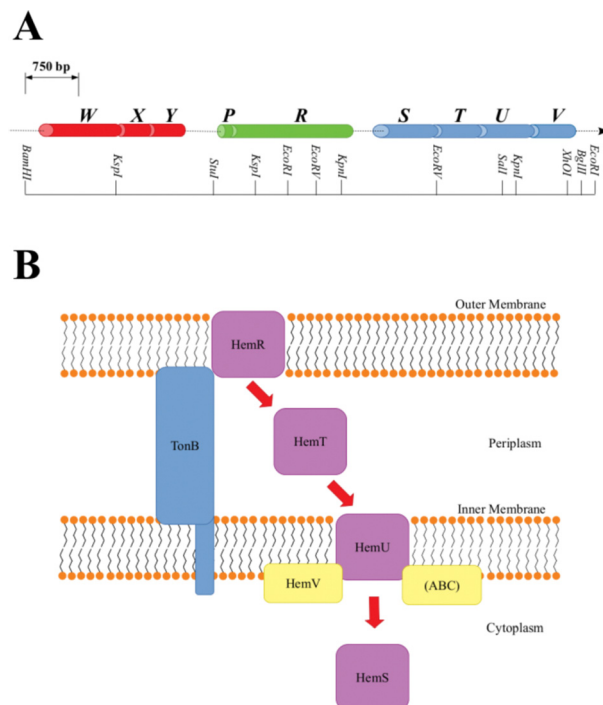 A
750 bp
W X Y P R S T U V
BamHI KspI StuI KspI EcoRI EcoRV KpnI EcoRV SalI KpnI XhOI BglII EcoRI
B
Outer Membrane
HemR
TonB HemT Periplasm
Inner Membrane
HemU
HemV (ABC)
Cytoplasm
HemS